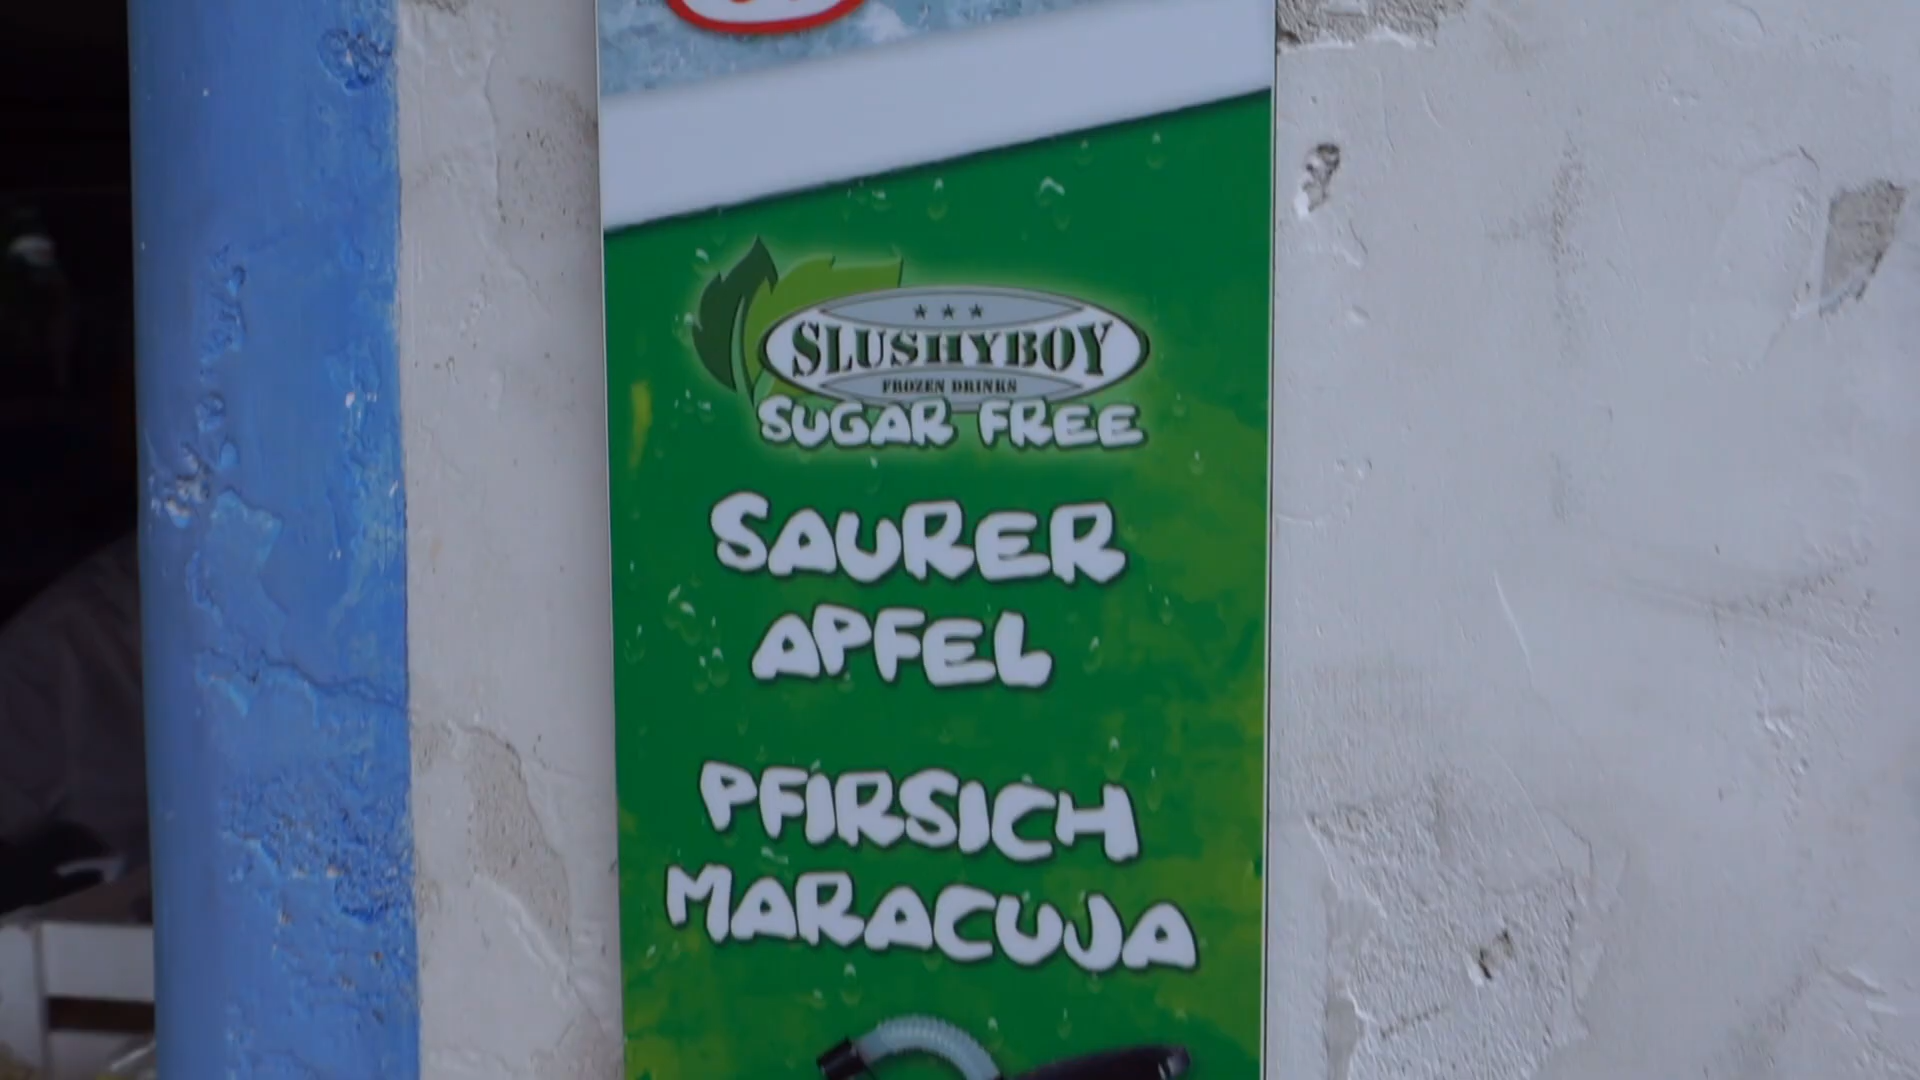 SLUSHYBOY
FROZEN DRINKS
SUGAR FREE
SAURER
APFEL
PFIRSICH
MARACUJA